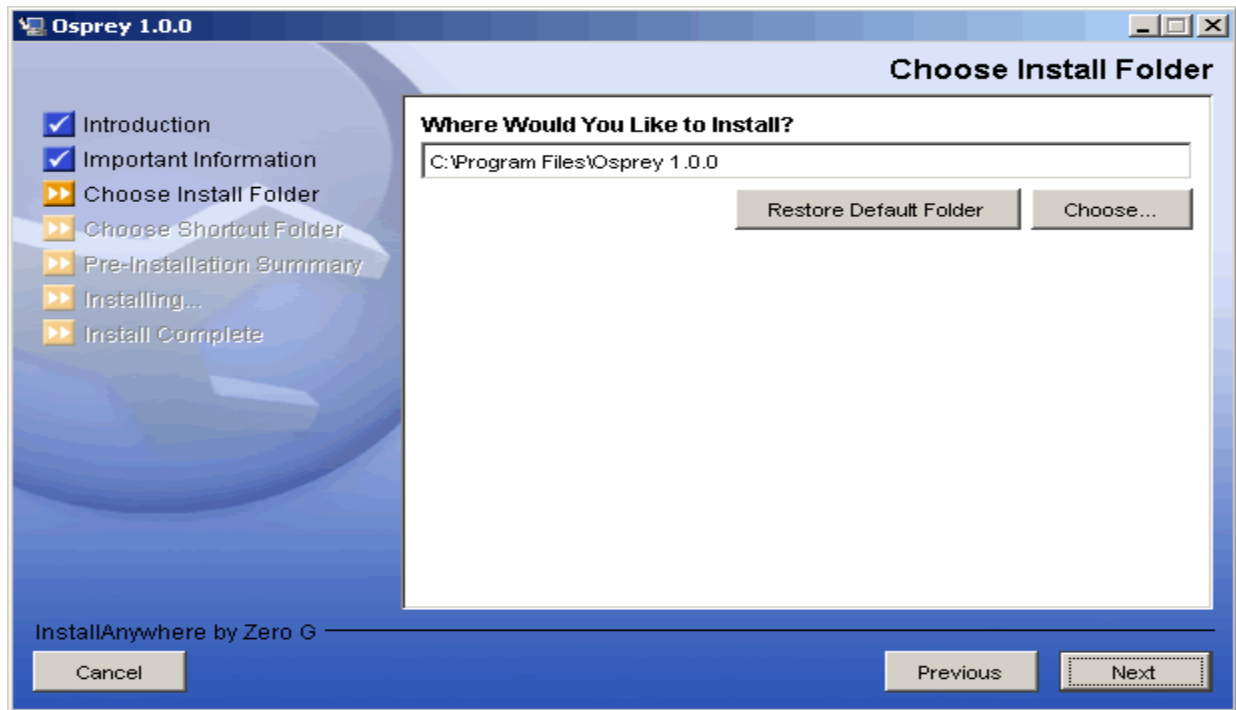 Osprey 1.0.0
Choose Install Folder
Introduction
Important Information
Choose Install Folder
Choose Shortcut Folder
Pre-Installation Summary
Installing...
Install Complete
Where Would You Like to Install?
C:\Program Files\Osprey 1.0.0
Restore Default Folder
Choose...
InstallAnywhere by Zero G
Cancel
Previous
Next